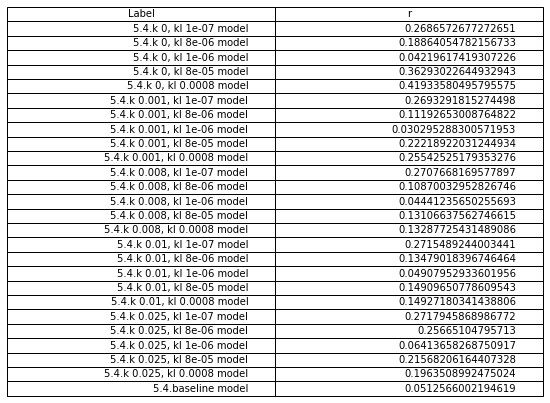 Label r
5.4.k 0, kl 1e-07 model 0.2686572677272651
5.4.k 0, kl 8e-06 model 0.18864054782156733
5.4.k 0, kl 1e-06 model 0.04219617419307226
5.4.k 0, kl 8e-05 model 0.36293022644932943
5.4.k 0, kl 0.0008 model 0.41933580495795575
5.4.k 0.001, kl 1e-07 model 0.2693291815274498
5.4.k 0.001, kl 8e-06 model 0.11192653008764822
5.4.k 0.001, kl 1e-06 model 0.030295288300571953
5.4.k 0.001, kl 8e-05 model 0.22218922031244934
5.4.k 0.001, kl 0.0008 model 0.25542525179353276
5.4.k 0.008, kl 1e-07 model 0.2707668169577897
5.4.k 0.008, kl 8e-06 model 0.10870032952826746
5.4.k 0.008, kl 1e-06 model 0.04441235650255693
5.4.k 0.008, kl 8e-05 model 0.13106637562746615
5.4.k 0.008, kl 0.0008 model 0.13287725431489086
5.4.k 0.01, kl 1e-07 model 0.2715489244003441
5.4.k 0.01, kl 8e-06 model 0.13479018396746464
5.4.k 0.01, kl 1e-06 model 0.04907952933601956
5.4.k 0.01, kl 8e-05 model 0.14909650778609543
5.4.k 0.01, kl 0.0008 model 0.14927180341438806
5.4.k 0.025, kl 1e-07 model 0.2717945868986772
5.4.k 0.025, kl 8e-06 model 0.25665104795713
5.4.k 0.025, kl 1e-06 model 0.06413658268750917
5.4.k 0.025, kl 8e-05 model 0.21568206164407328
5.4.k 0.025, kl 0.0008 model 0.1963508992475024
5.4.baseline model 0.0512566002194619